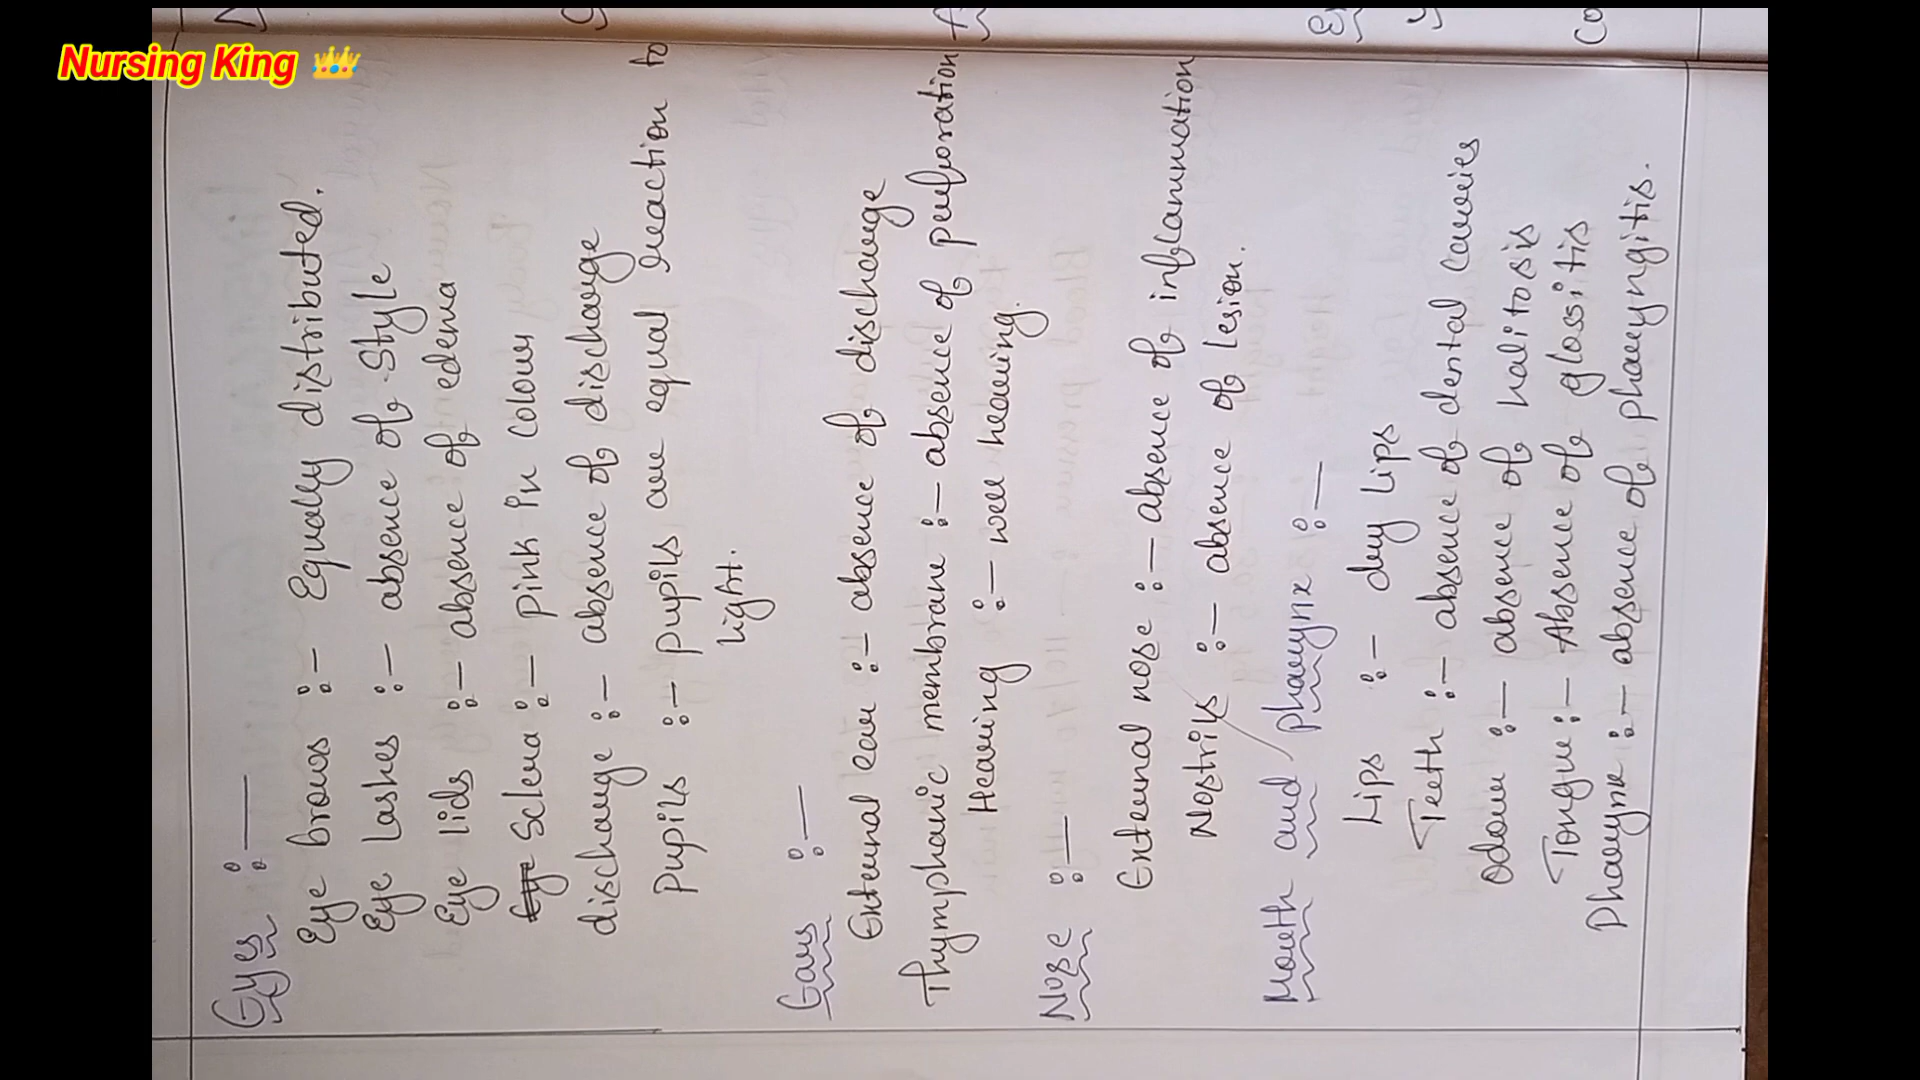 Nursing King
Eyes :-
Eye brows :- Equally distributed.
Eye lashes :- absence of style
Eye lids :- absence of edema
Eye Sclera :- pink in colour
discharge :- absence of discharge
Pupils :- pupils are equal reaction to
light.
Ears :-
External ear :- absence of discharge
Thymphanic membrane :- absence of perforation
Hearing :- well hearing.
Nose :-
External nose :- absence of inflammation
Nostrils :- absence of lesion.
Mouth and pharynx :-
Lips :- dry lips
Teeth :- absence of dental carries
Odour :- absence of halitosis
Tongue :- Absence of glossitis
Pharynx :- absence of pharyngitis.